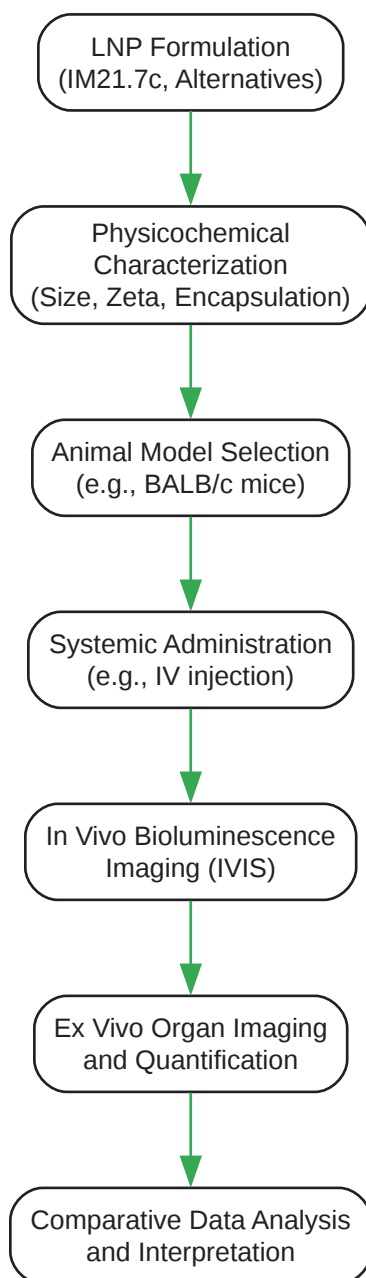 LNP Formulation
(IM21.7c, Alternatives)
Physicochemical
Characterization
(Size, Zeta, Encapsulation)
Animal Model Selection
(e.g., BALB/c mice)
Systemic Administration
(e.g., IV injection)
In Vivo Bioluminescence
Imaging (IVIS)
Ex Vivo Organ Imaging
and Quantification
Comparative Data Analysis
and Interpretation